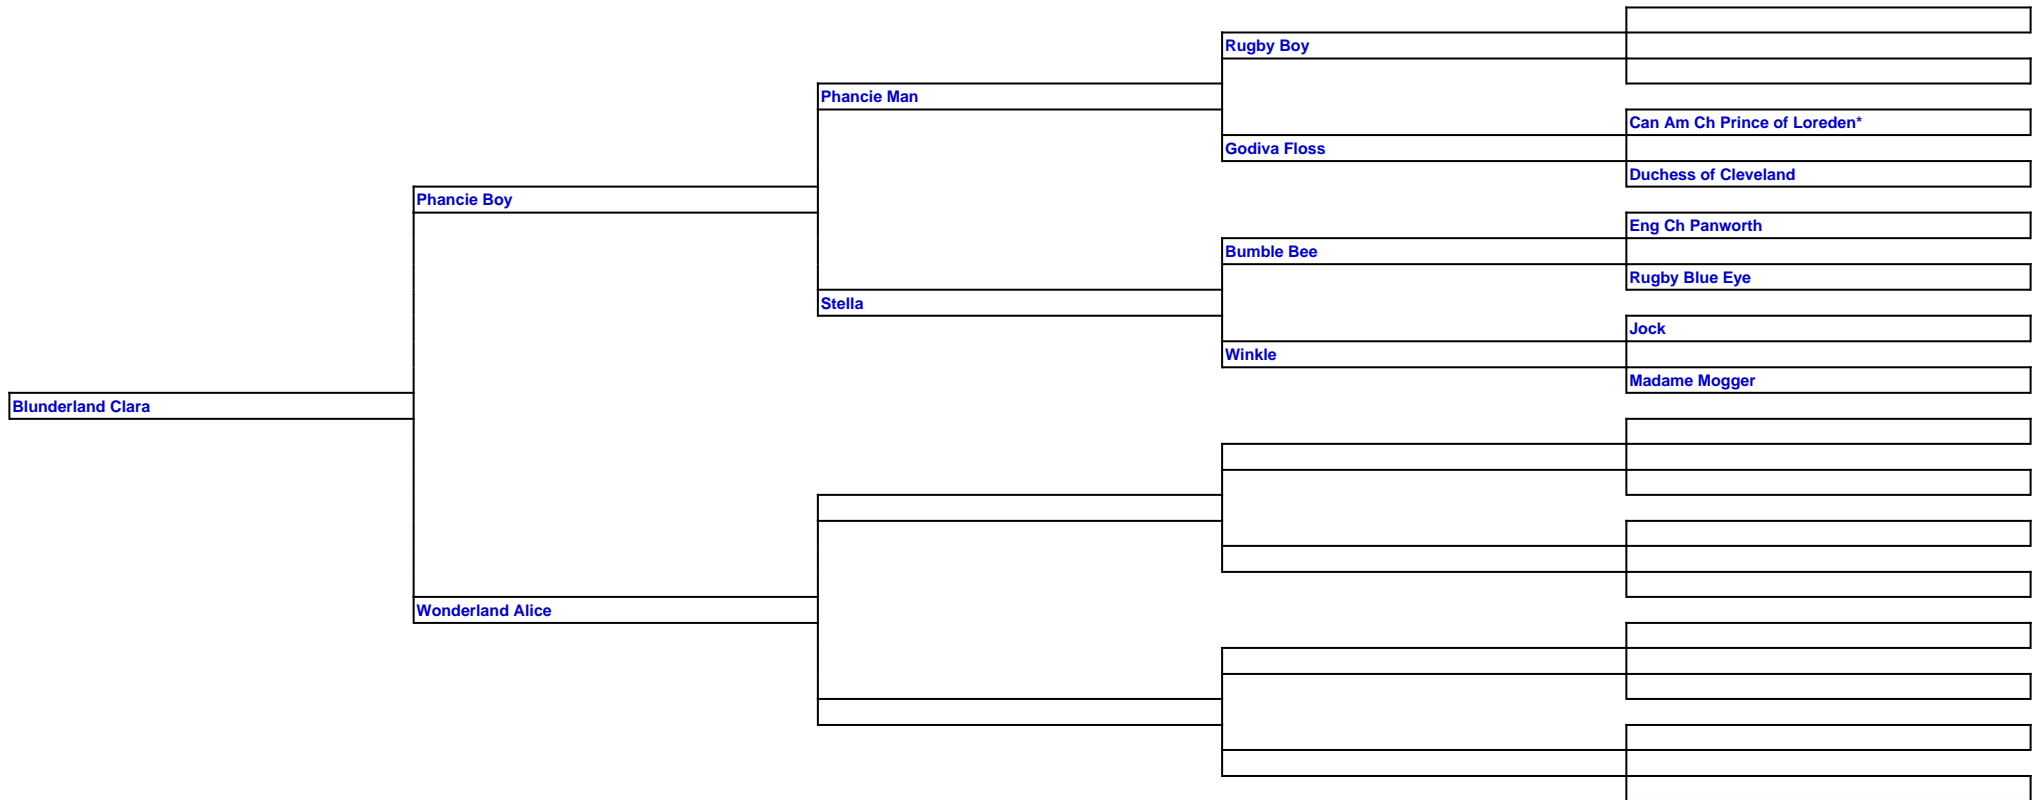 Rugby Boy
Phancie Man
Can Am Ch Prince of Loreden*
Godiva Floss
Duchess of Cleveland
Phancie Boy
Eng Ch Panworth
Bumble Bee
Rugby Blue Eye
Stella
Jock
Winkle
Madame Mogger
Blunderland Clara
Wonderland Alice